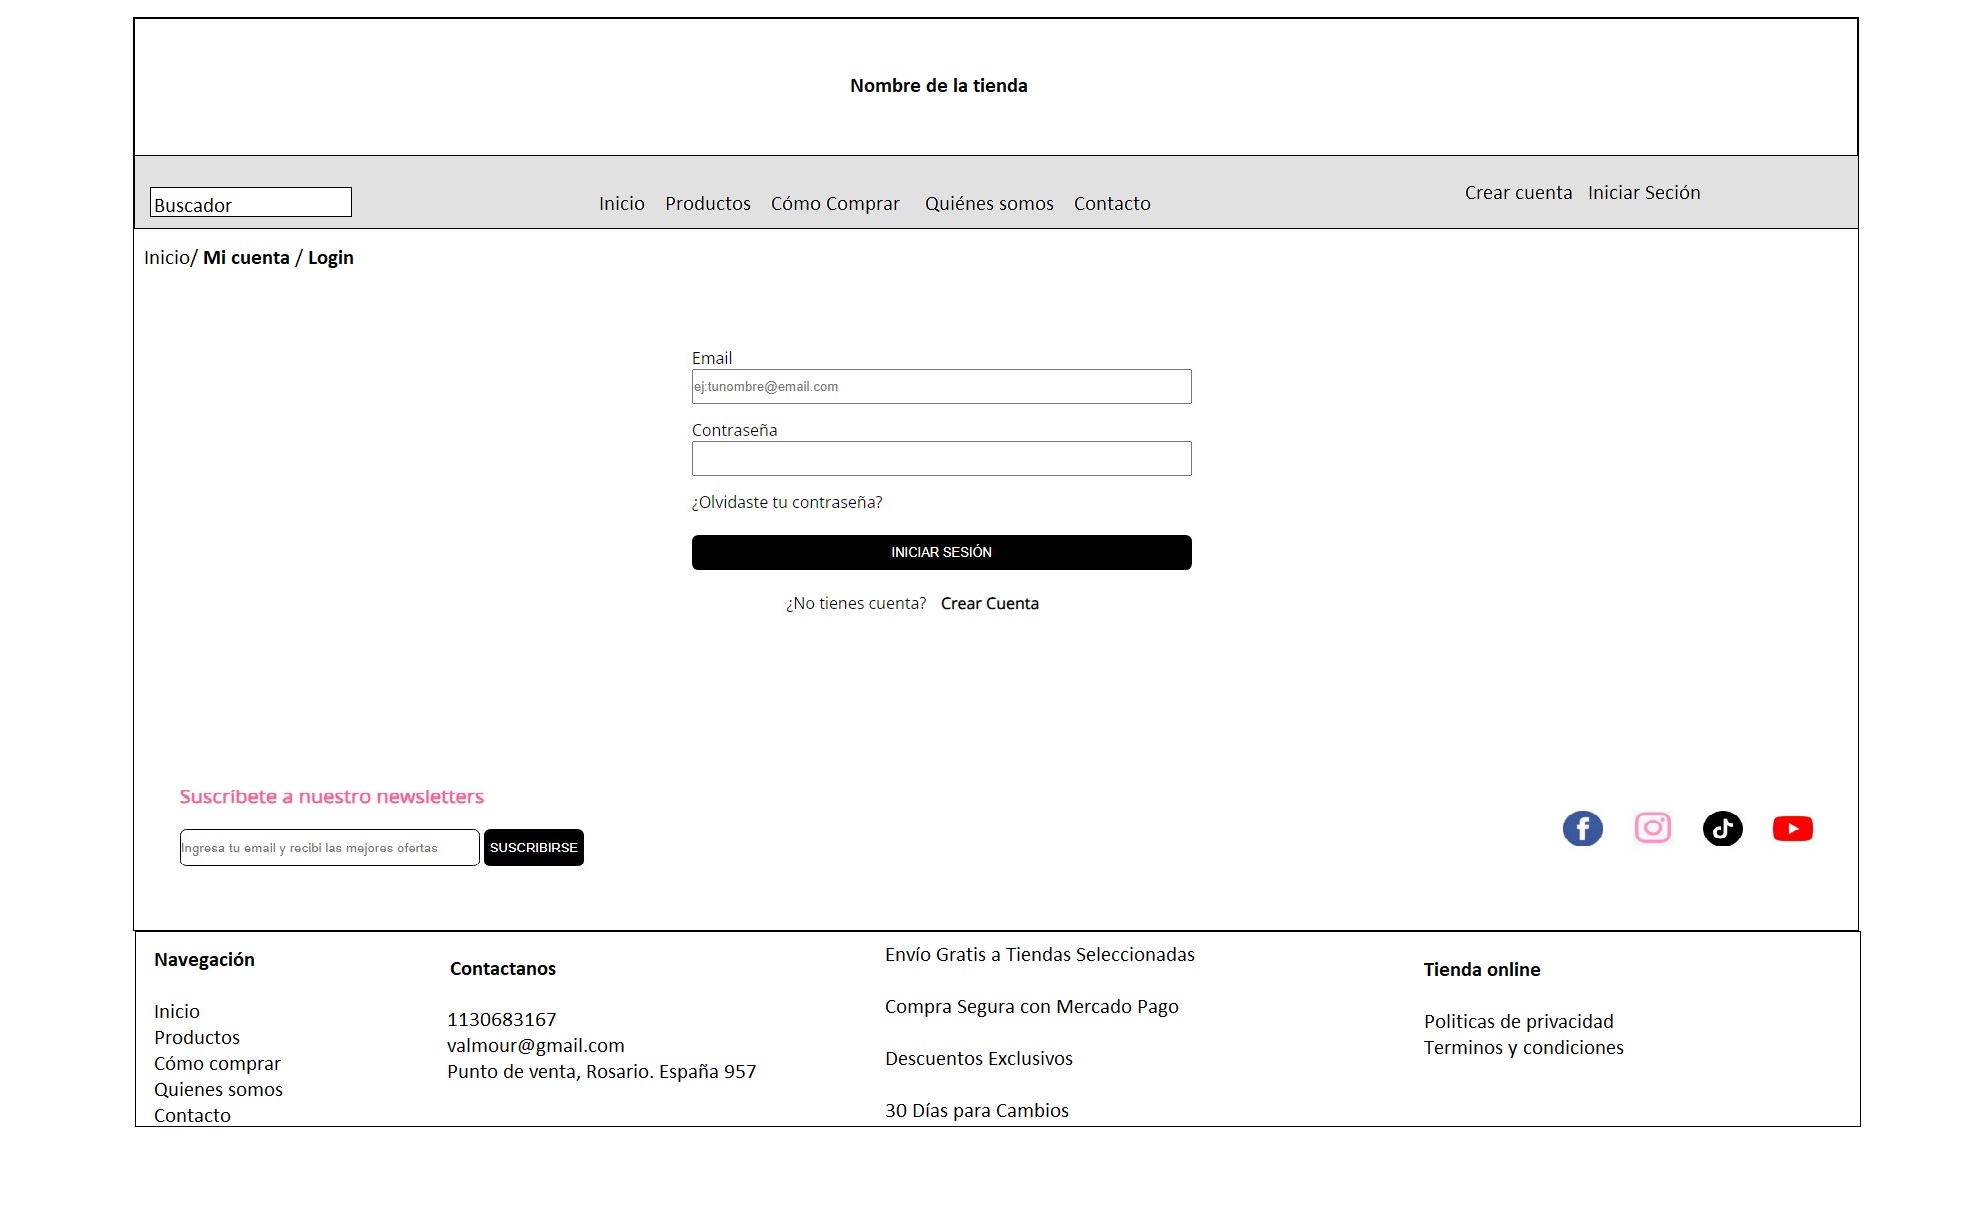 Nombre de la tienda
Buscador
Inicio Productos Cómo Comprar Quiénes somos Contacto
Crear cuenta Iniciar Seción
Inicio/ Mi cuenta / Login
Email
ej:tunombre@email.com
Contraseña
¿Olvidaste tu contraseña?
INICIAR SESIÓN
¿No tienes cuenta? Crear Cuenta
Suscríbete a nuestro newsletters
Ingresa tu email y recibi las mejores ofertas
SUSCRIBIRSE
Navegación
Inicio
Productos
Cómo comprar
Quienes somos
Contacto
Contactanos
1130683167
valmour@gmail.com
Punto de venta, Rosario. España 957
Envío Gratis a Tiendas Seleccionadas
Compra Segura con Mercado Pago
Descuentos Exclusivos
30 Días para Cambios
Tienda online
Politicas de privacidad
Terminos y condiciones